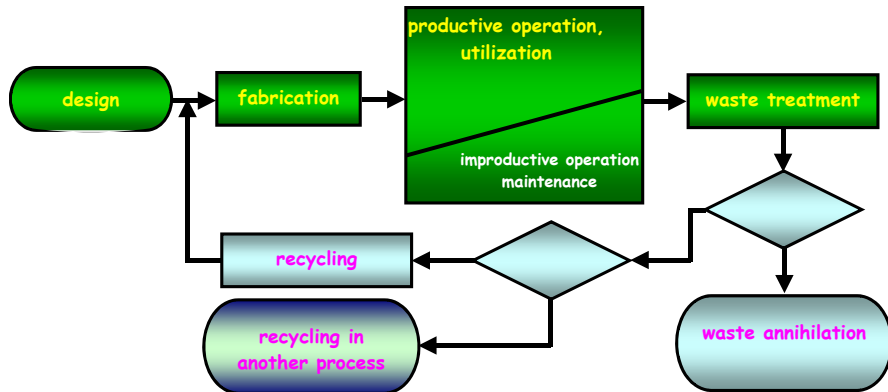 productive operation,
utilization
design
fabrication
waste treatment
improductive operation
maintenance
recycling
recycling in
another process
waste annihilation